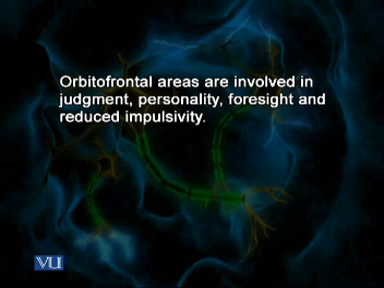 Orbitofrontal areas are involved in
judgment, personality, foresight and
reduced impulsivity.
VU